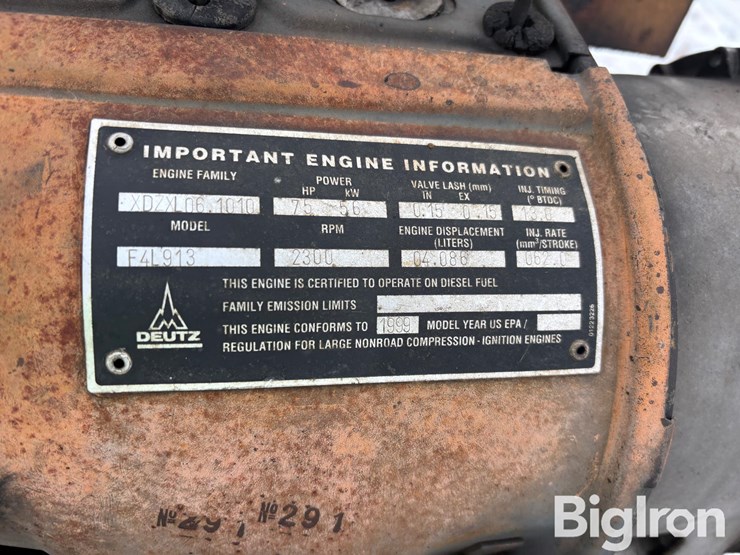 IMPORTANT ENGINE INFORMATION
ENGINE FAMILY POWER VALVE LASH (mm) INJ. TIMING
HP kW IN EX (° BTDC)
XDZXL06.1010 75 56 0.15 0.15
MODEL RPM ENGINE DISPLACEMENT INJ. RATE
(LITERS) (mm³/STROKE)
F4L913 2300 04.086 062.0
THIS ENGINE IS CERTIFIED TO OPERATE ON DIESEL FUEL
FAMILY EMISSION LIMITS
THIS ENGINE CONFORMS TO 1999 MODEL YEAR US EPA /
REGULATION FOR LARGE NONROAD COMPRESSION - IGNITION ENGINES
DEUTZ
№291 №291
BigIron